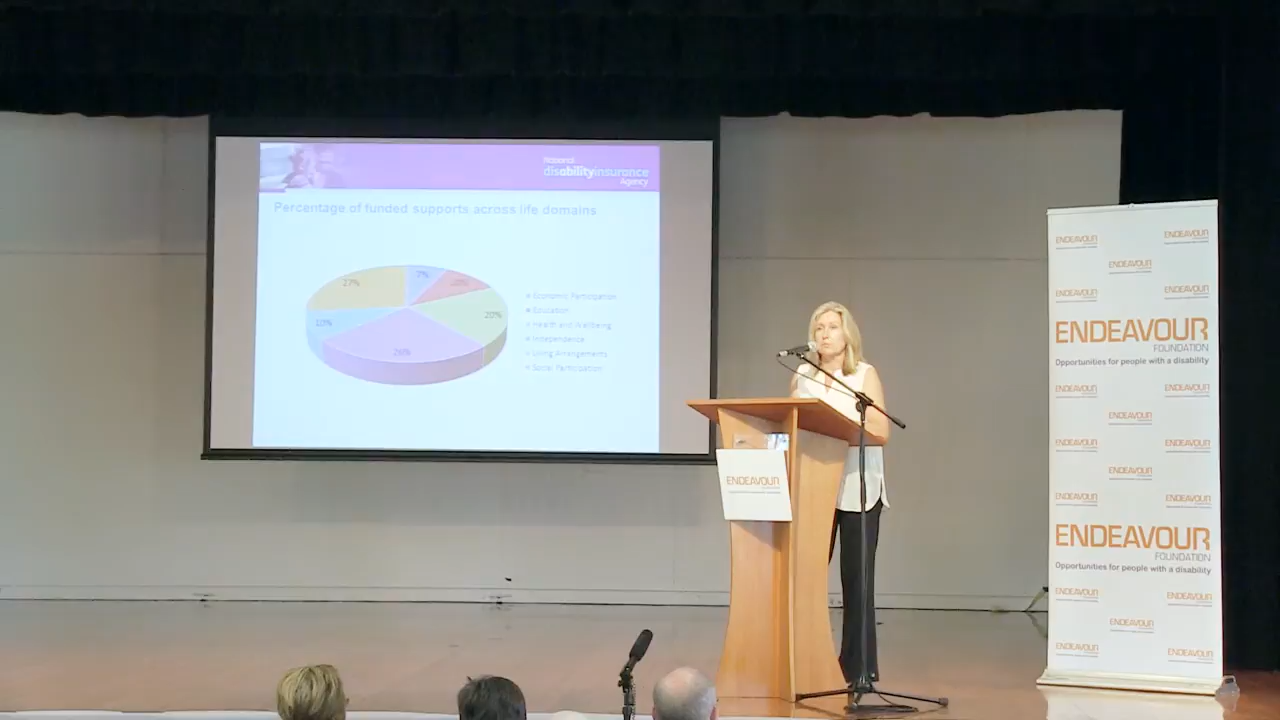 National
disabilityinsurance
Agency
Percentage of funded supports across life domains
7%
10%
20%
26%
10%
27%
Economic Participation
Education
Health and Wellbeing
Independence
Living Arrangements
Social Participation
ENDEAVOUR
ENDEAVOUR
ENDEAVOUR
ENDEAVOUR
ENDEAVOUR
ENDEAVOUR
ENDEAVOUR
FOUNDATION
Opportunities for people with a disability
ENDEAVOUR
ENDEAVOUR
ENDEAVOUR
ENDEAVOUR
ENDEAVOUR
ENDEAVOUR
ENDEAVOUR
ENDEAVOUR
ENDEAVOUR
FOUNDATION
Opportunities for people with a disability
ENDEAVOUR
ENDEAVOUR
ENDEAVOUR
ENDEAVOUR
ENDEAVOUR